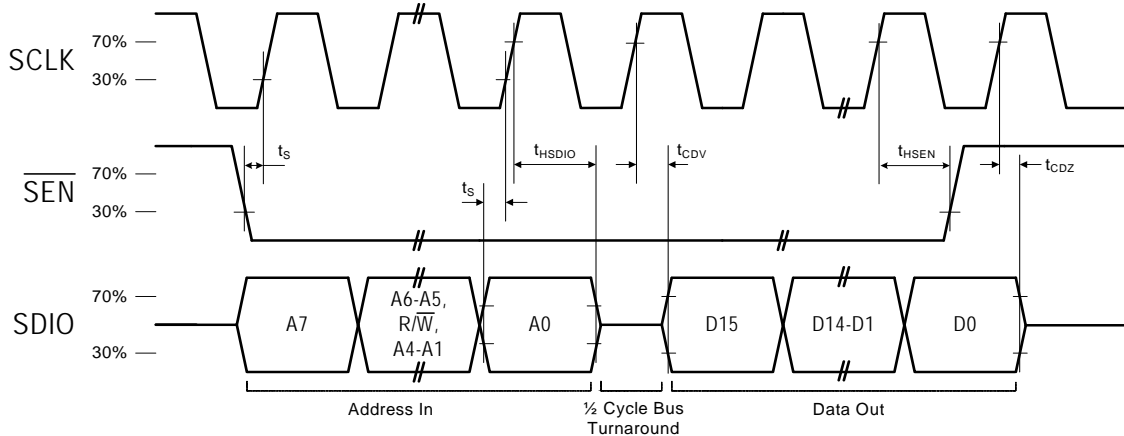 SCLK
70%
30%
SEN
70%
30%
t_S
t_S
t_HSDIO
t_CDV
t_HSEN
t_CDZ
SDIO
70%
30%
A7
A6-A5,
R/W̅,
A4-A1
A0
D15
D14-D1
D0
Address In
½ Cycle Bus
Turnaround
Data Out